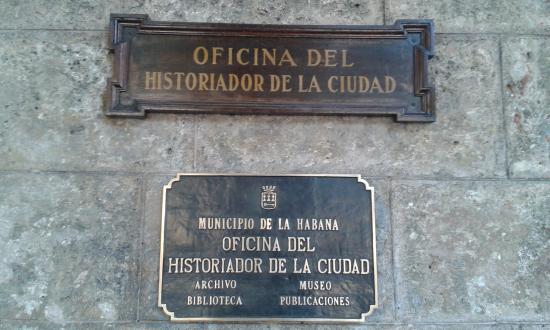 OFICINA DEL
HISTORIADOR DE LA CIUDAD
MUNICIPIO DE LA HABANA
OFICINA DEL
HISTORIADOR DE LA CIUDAD
ARCHIVO MUSEO
BIBLIOTECA PUBLICACIONES